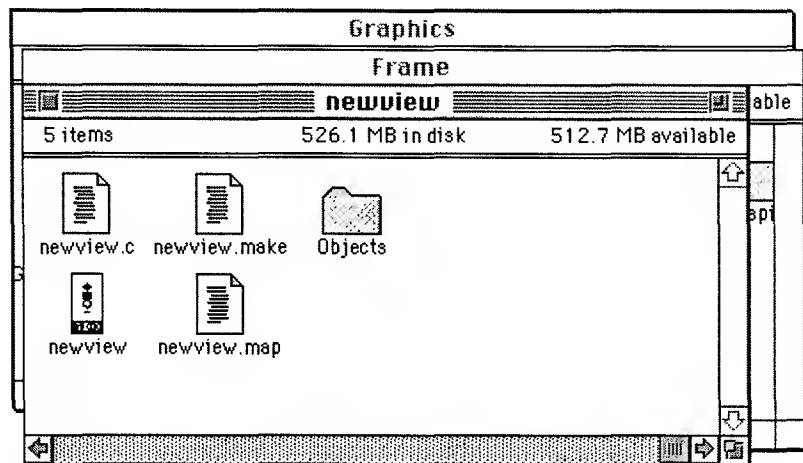 Graphics
Frame
newview
able
5 items 526.1 MB in disk 512.7 MB available
spi
newview.c newview.make Objects
newview newview.map